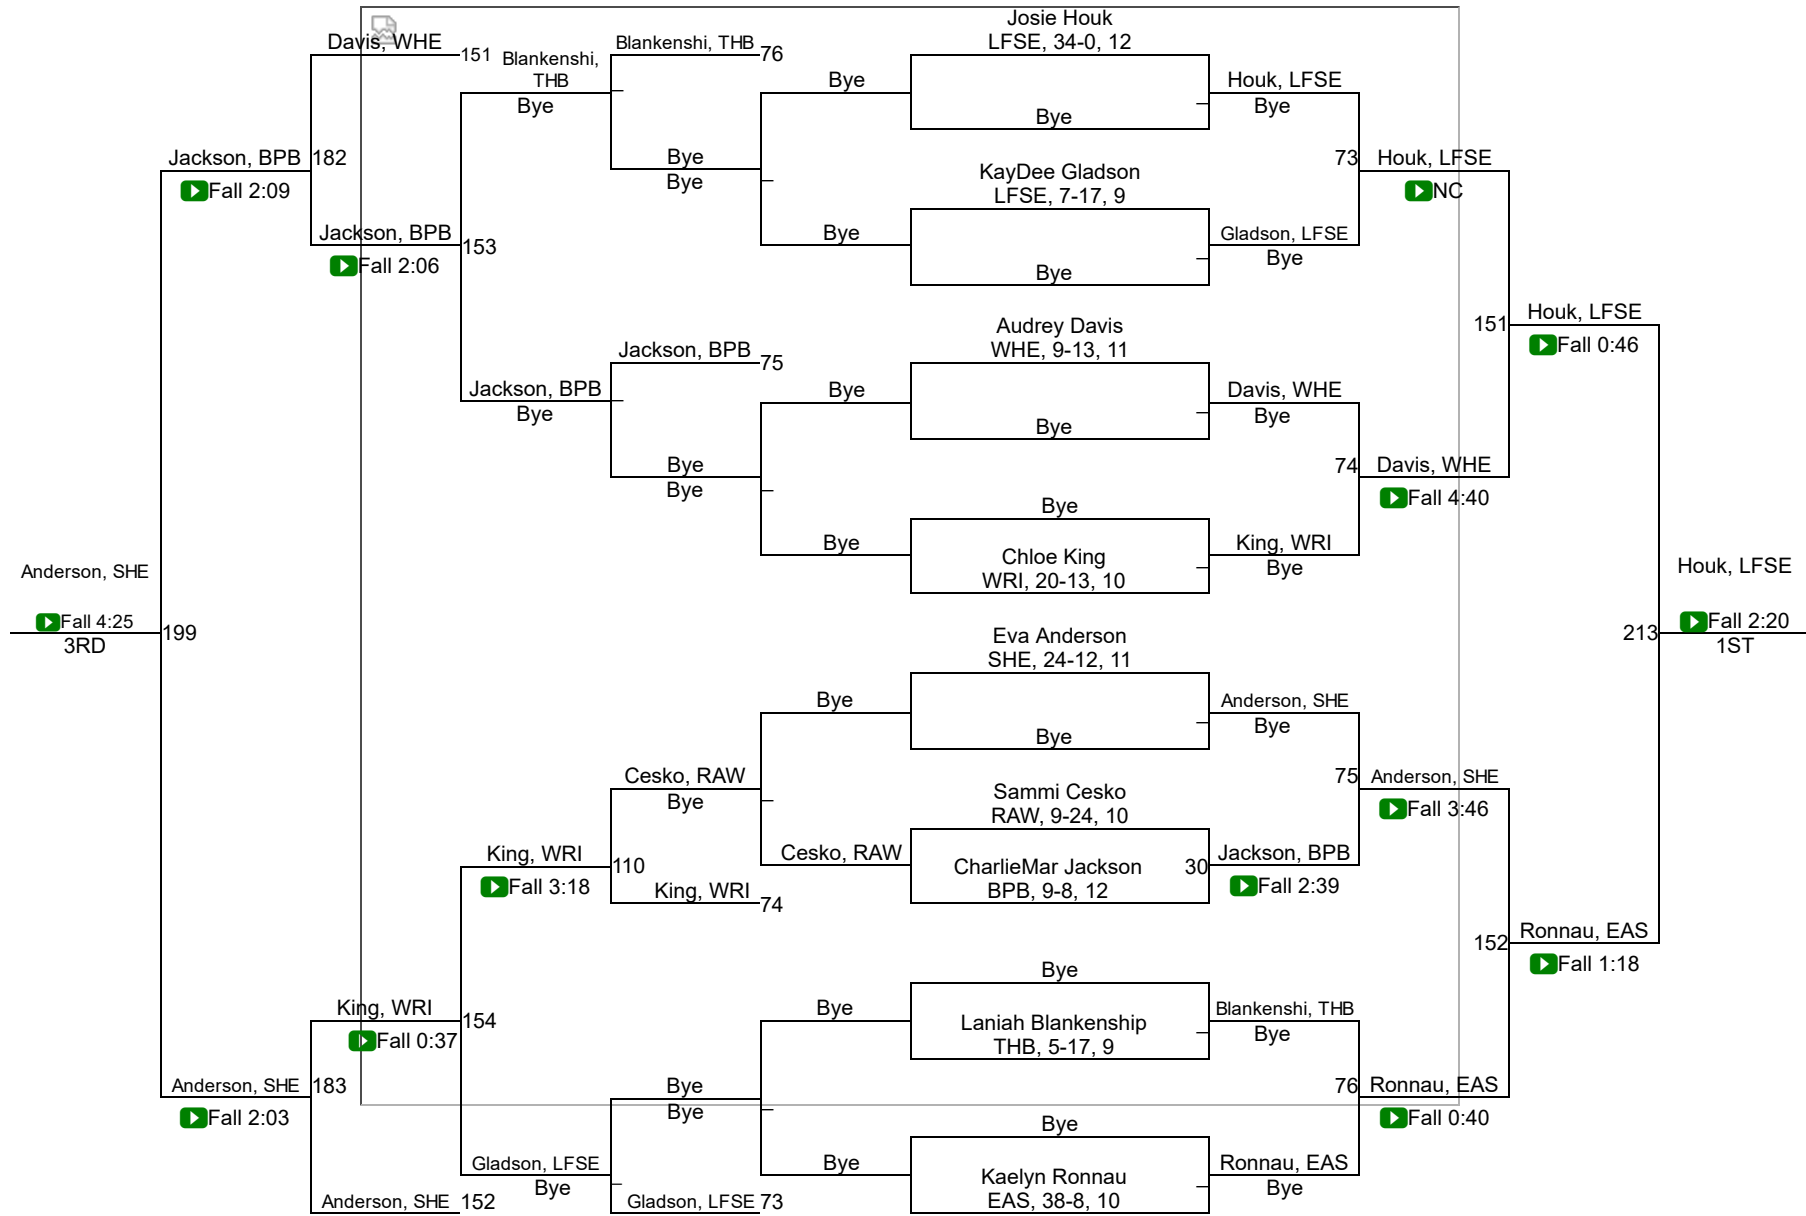 Josie Houk
LFSE, 34-0, 12
Davis, WHE
151
Blankenshi,
THB
Bye
Blankenshi, THB
76
Bye
Houk, LFSE
Bye
Bye
Jackson, BPB
182
Fall 2:09
Bye
Bye
KayDee Gladson
LFSE, 7-17, 9
73
Houk, LFSE
NC
Jackson, BPB
153
Fall 2:06
Bye
Bye
Gladson, LFSE
Bye
Audrey Davis
WHE, 9-13, 11
151
Houk, LFSE
Fall 0:46
Jackson, BPB
75
Jackson, BPB
Bye
Bye
Davis, WHE
Bye
Bye
Bye
Bye
74
Davis, WHE
Fall 4:40
Bye
Bye
Chloe King
WRI, 20-13, 10
King, WRI
Bye
Anderson, SHE
Fall 4:25
3RD
199
Houk, LFSE
213
Fall 2:20
1ST
Eva Anderson
SHE, 24-12, 11
Bye
Bye
Anderson, SHE
Bye
Cesko, RAW
Bye
Sammi Cesko
RAW, 9-24, 10
75
Anderson, SHE
Fall 3:46
King, WRI
110
Fall 3:18
Cesko, RAW
CharlieMar Jackson
BPB, 9-8, 12
30
Jackson, BPB
Fall 2:39
King, WRI
74
152
Ronnau, EAS
Fall 1:18
Bye
King, WRI
154
Fall 0:37
Bye
Laniah Blankenship
THB, 5-17, 9
Blankenshi, THB
Bye
Anderson, SHE
183
Fall 2:03
Bye
Bye
76
Ronnau, EAS
Fall 0:40
Bye
Gladson, LFSE
Bye
Bye
Kaelyn Ronnau
EAS, 38-8, 10
Ronnau, EAS
Bye
Anderson, SHE
152
Gladson, LFSE
73